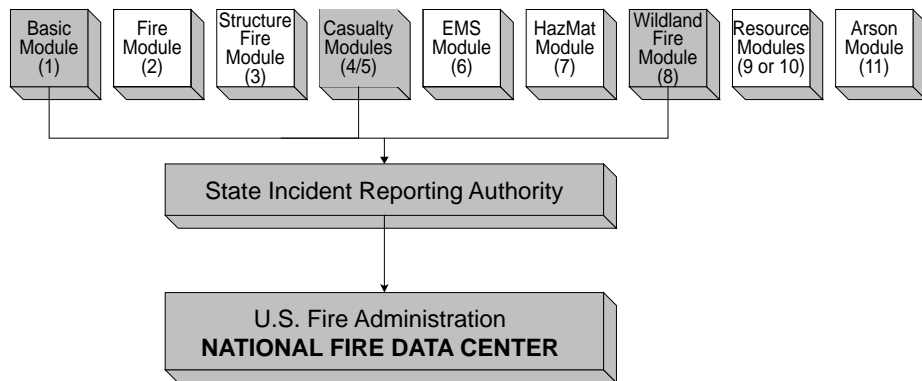 Basic
Module
(1)
Fire
Module
(2)
Structure
Fire
Module
(3)
Casualty
Modules
(4/5)
EMS
Module
(6)
HazMat
Module
(7)
Wildland
Fire
Module
(8)
Resource
Modules
(9 or 10)
Arson
Module
(11)
State Incident Reporting Authority
U.S. Fire Administration
NATIONAL FIRE DATA CENTER